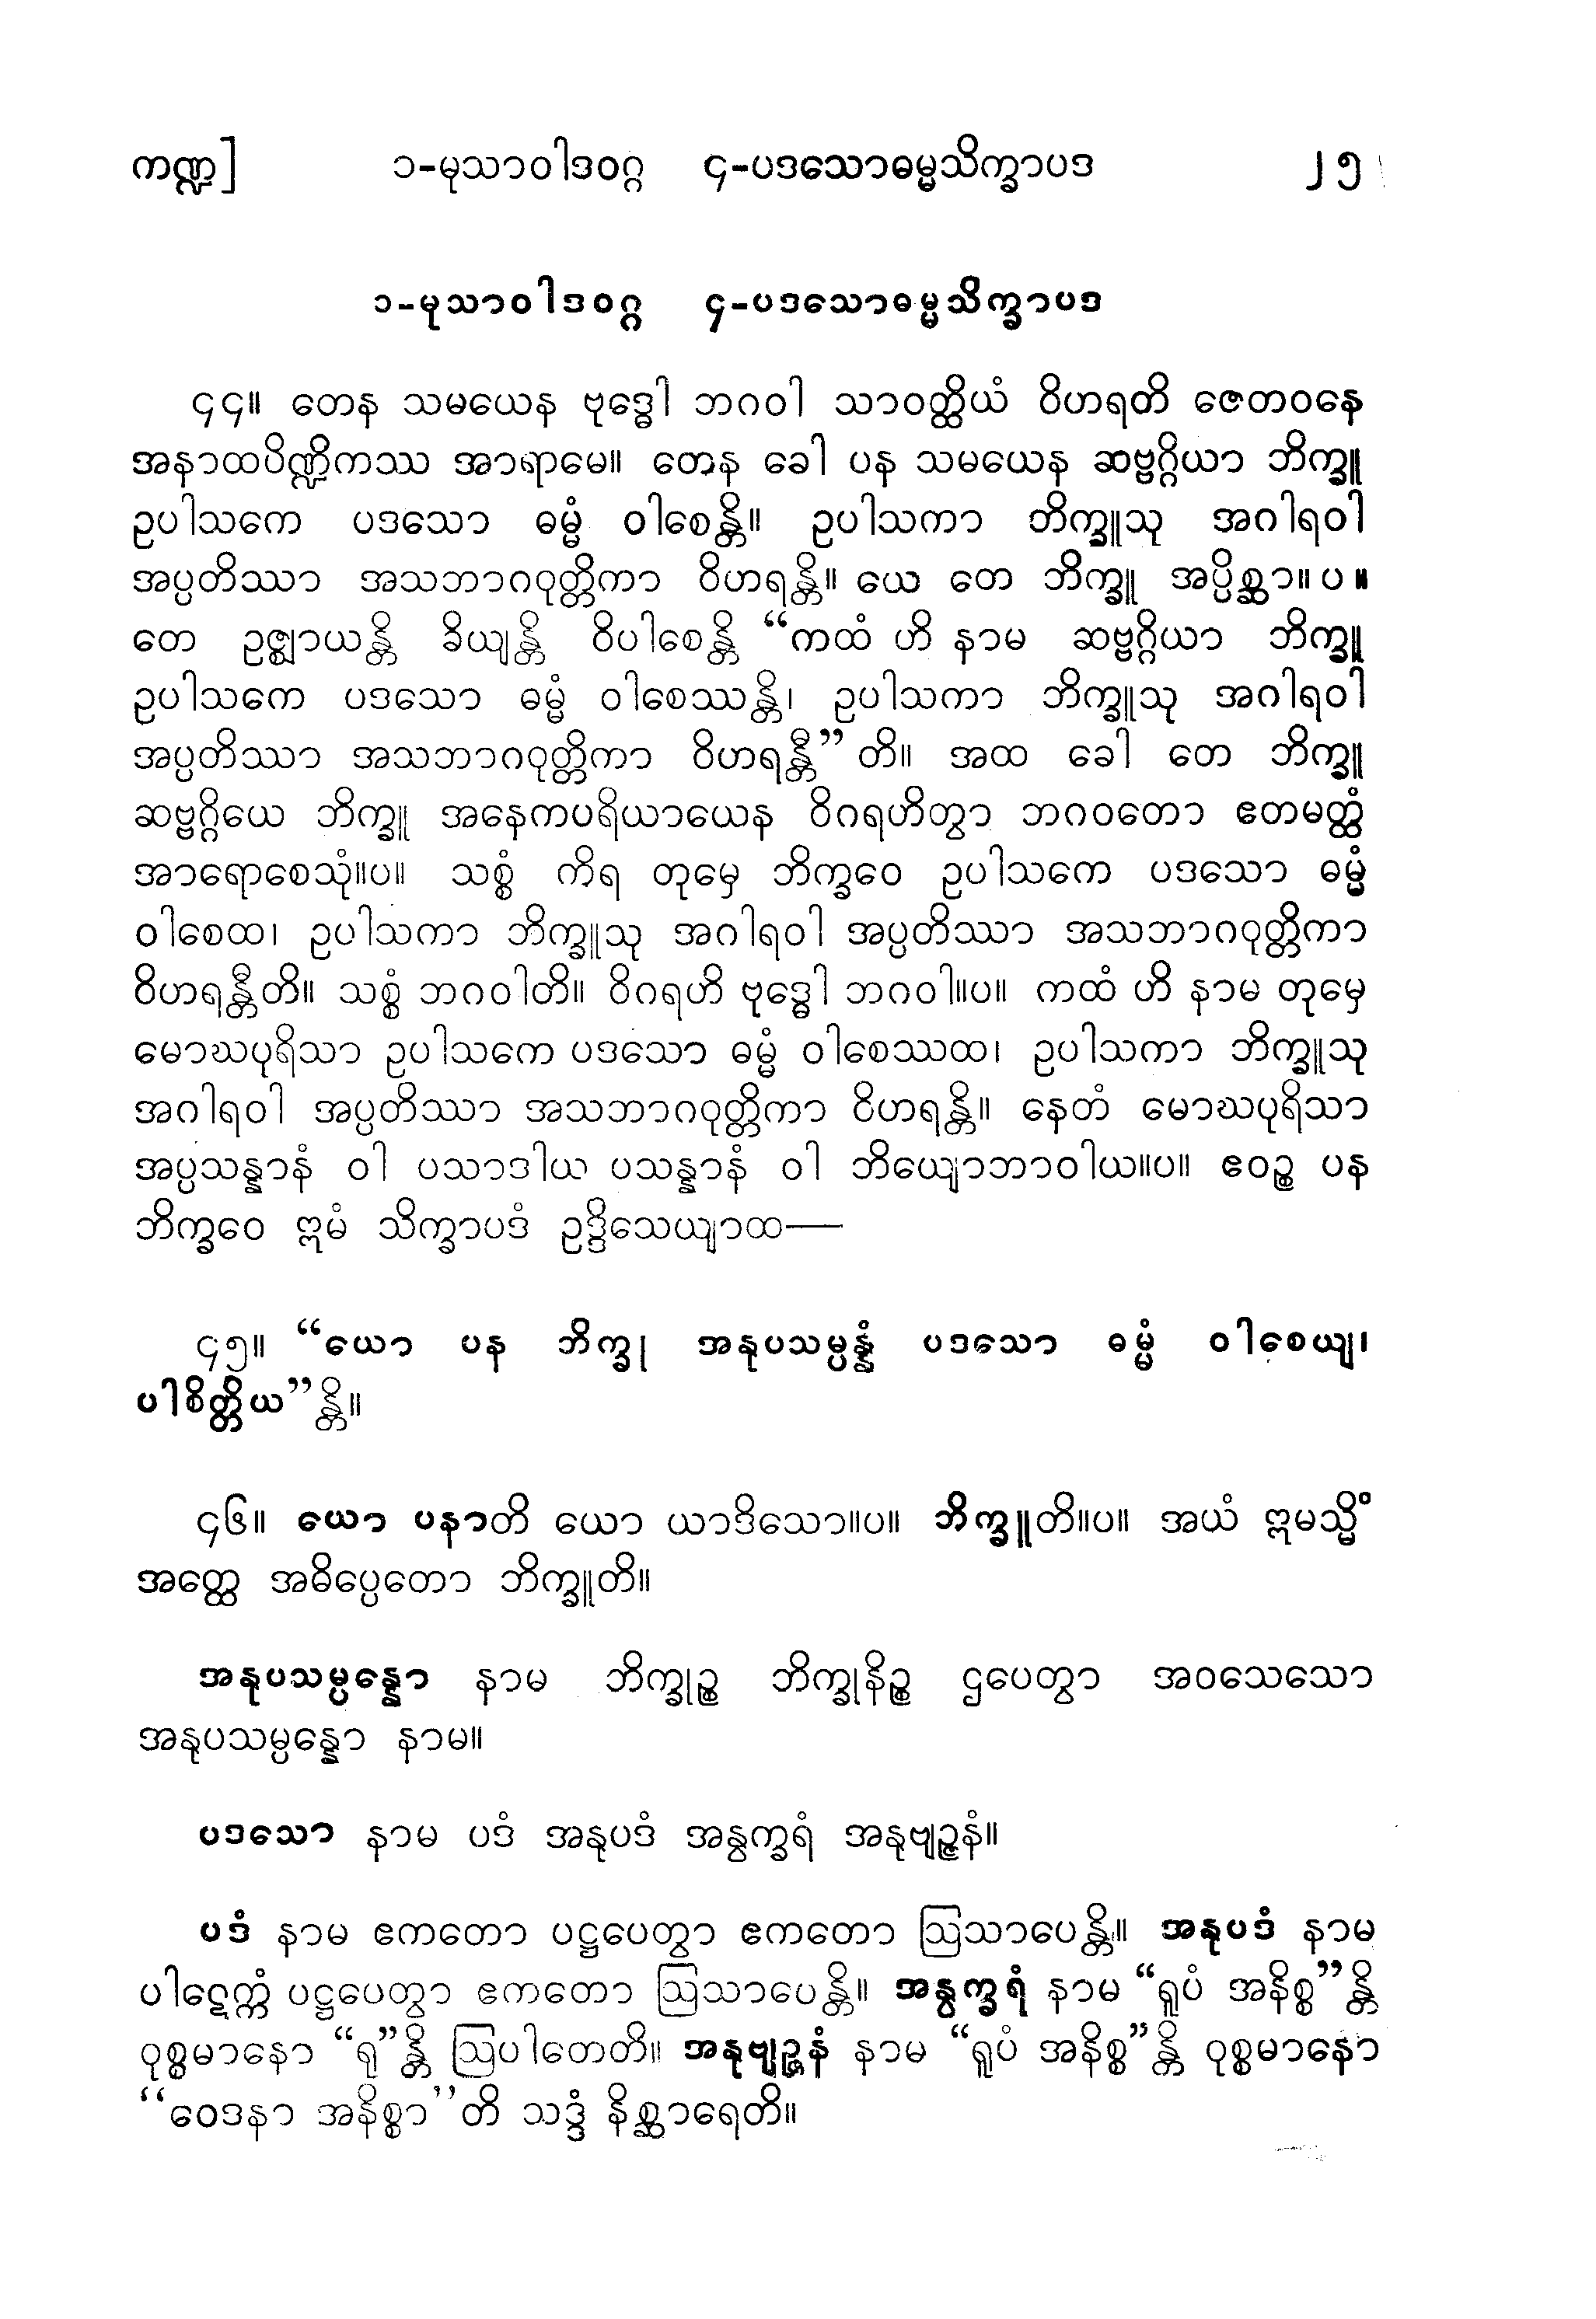 ကဏ္ဍ] ၁-မုသာဝါဒဝဂ္ဂ ၄-ပဒသောဓမ္မသိက္ခာပဒ ၂၅
၁-မုသာဝါဒဝဂ္ဂ ၄-ပဒသောဓမ္မသိက္ခာပဒ
၄၄။ တေန သမယေန ဗုဒ္ဓေါ ဘဂဝါ သာဝတ္ထိယံ ဝိဟရတိ ဇေတဝနေ
အနာထပိဏ္ဍိကဿ အာရာမေ။ တေန ခေါ ပန သမယေန ဆဗ္ဗဂ္ဂိယာ ဘိက္ခူ
ဥပါသကေ ပဒသော ဓမ္မံ ဝါစေန္တိ။ ဥပါသကာ ဘိက္ခူသု အဂါရဝါ
အပ္ပတိဿာ အသဘာဂဝုတ္တိကာ ဝိဟရန္တိ။ ယေ တေ ဘိက္ခူ အပ္ပိစ္ဆာ။ပ။
တေ ဥဇ္ဈာယန္တိ ခိယျန္တိ ဝိပါစေန္တိ “ကထံ ဟိ နာမ ဆဗ္ဗဂ္ဂိယာ ဘိက္ခူ
ဥပါသကေ ပဒသော ဓမ္မံ ဝါစေဿန္တိ၊ ဥပါသကာ ဘိက္ခူသု အဂါရဝါ
အပ္ပတိဿာ အသဘာဂဝုတ္တိကာ ဝိဟရန္တီ”တိ။ အထ ခေါ တေ ဘိက္ခူ
ဆဗ္ဗဂ္ဂိယေ ဘိက္ခူ အနေကပရိယာယေန ဝိဂရဟိတွာ ဘဂဝတော ဧတမတ္ထံ
အာရောစေသုံ။ပ။ သစ္စံ ကိရ တုမှေ ဘိက္ခဝေ ဥပါသကေ ပဒသော ဓမ္မံ
ဝါစေထ၊ ဥပါသကာ ဘိက္ခူသု အဂါရဝါ အပ္ပတိဿာ အသဘာဂဝုတ္တိကာ
ဝိဟရန္တီတိ။ သစ္စံ ဘဂဝါတိ။ ဝိဂရဟိ ဗုဒ္ဓေါ ဘဂဝါ။ပ။ ကထံ ဟိ နာမ တုမှေ
မောဃပုရိသာ ဥပါသကေ ပဒသော ဓမ္မံ ဝါစေဿထ၊ ဥပါသကာ ဘိက္ခူသု
အဂါရဝါ အပ္ပတိဿာ အသဘာဂဝုတ္တိကာ ဝိဟရန္တိ။ နေတံ မောဃပုရိသာ
အပ္ပသန္နာနံ ဝါ ပသာဒါယ ပသန္နာနံ ဝါ ဘိယျောဘာဝါယ။ပ။ ဧဝဉ္စ ပန
ဘိက္ခဝေ ဣမံ သိက္ခာပဒံ ဥဒ္ဒိသေယျာထ—
၄၅။ “ယော ပန ဘိက္ခု အနုပသမ္ပန္နံ ပဒသော ဓမ္မံ ဝါစေယျ၊
ပါစိတ္တိယ”န္တိ။
၄၆။ ယော ပနာတိ ယော ယာဒိသော။ပ။ ဘိက္ခူတိ။ပ။ အယံ ဣမသ္မိံ
အတ္ထေ အဓိပ္ပေတော ဘိက္ခူတိ။
အနုပသမ္ပန္နော နာမ ဘိက္ခုဉ္စ ဘိက္ခုနိဉ္စ ဌပေတွာ အဝသေသော
အနုပသမ္ပန္နော နာမ။
ပဒသော နာမ ပဒံ အနုပဒံ အနွက္ခရံ အနုဗျဉ္ဇနံ။
ပဒံ နာမ ဧကတော ပဋ္ဌပေတွာ ဧကတော ဩသာပေန္တိ။ အနုပဒံ နာမ
ပါဋေက္ကံ ပဋ္ဌပေတွာ ဧကတော ဩသာပေန္တိ။ အနွက္ခရံ နာမ “ရူပံ အနိစ္စ”န္တိ
ဝုစ္စမာနော “ရု”န္တိ ဩပါတေတိ။ အနုဗျဉ္ဇနံ နာမ “ရူပံ အနိစ္စ”န္တိ ဝုစ္စမာနော
“ဝေဒနာ အနိစ္စာ”တိ သဒ္ဒံ နိစ္ဆာရေတိ။